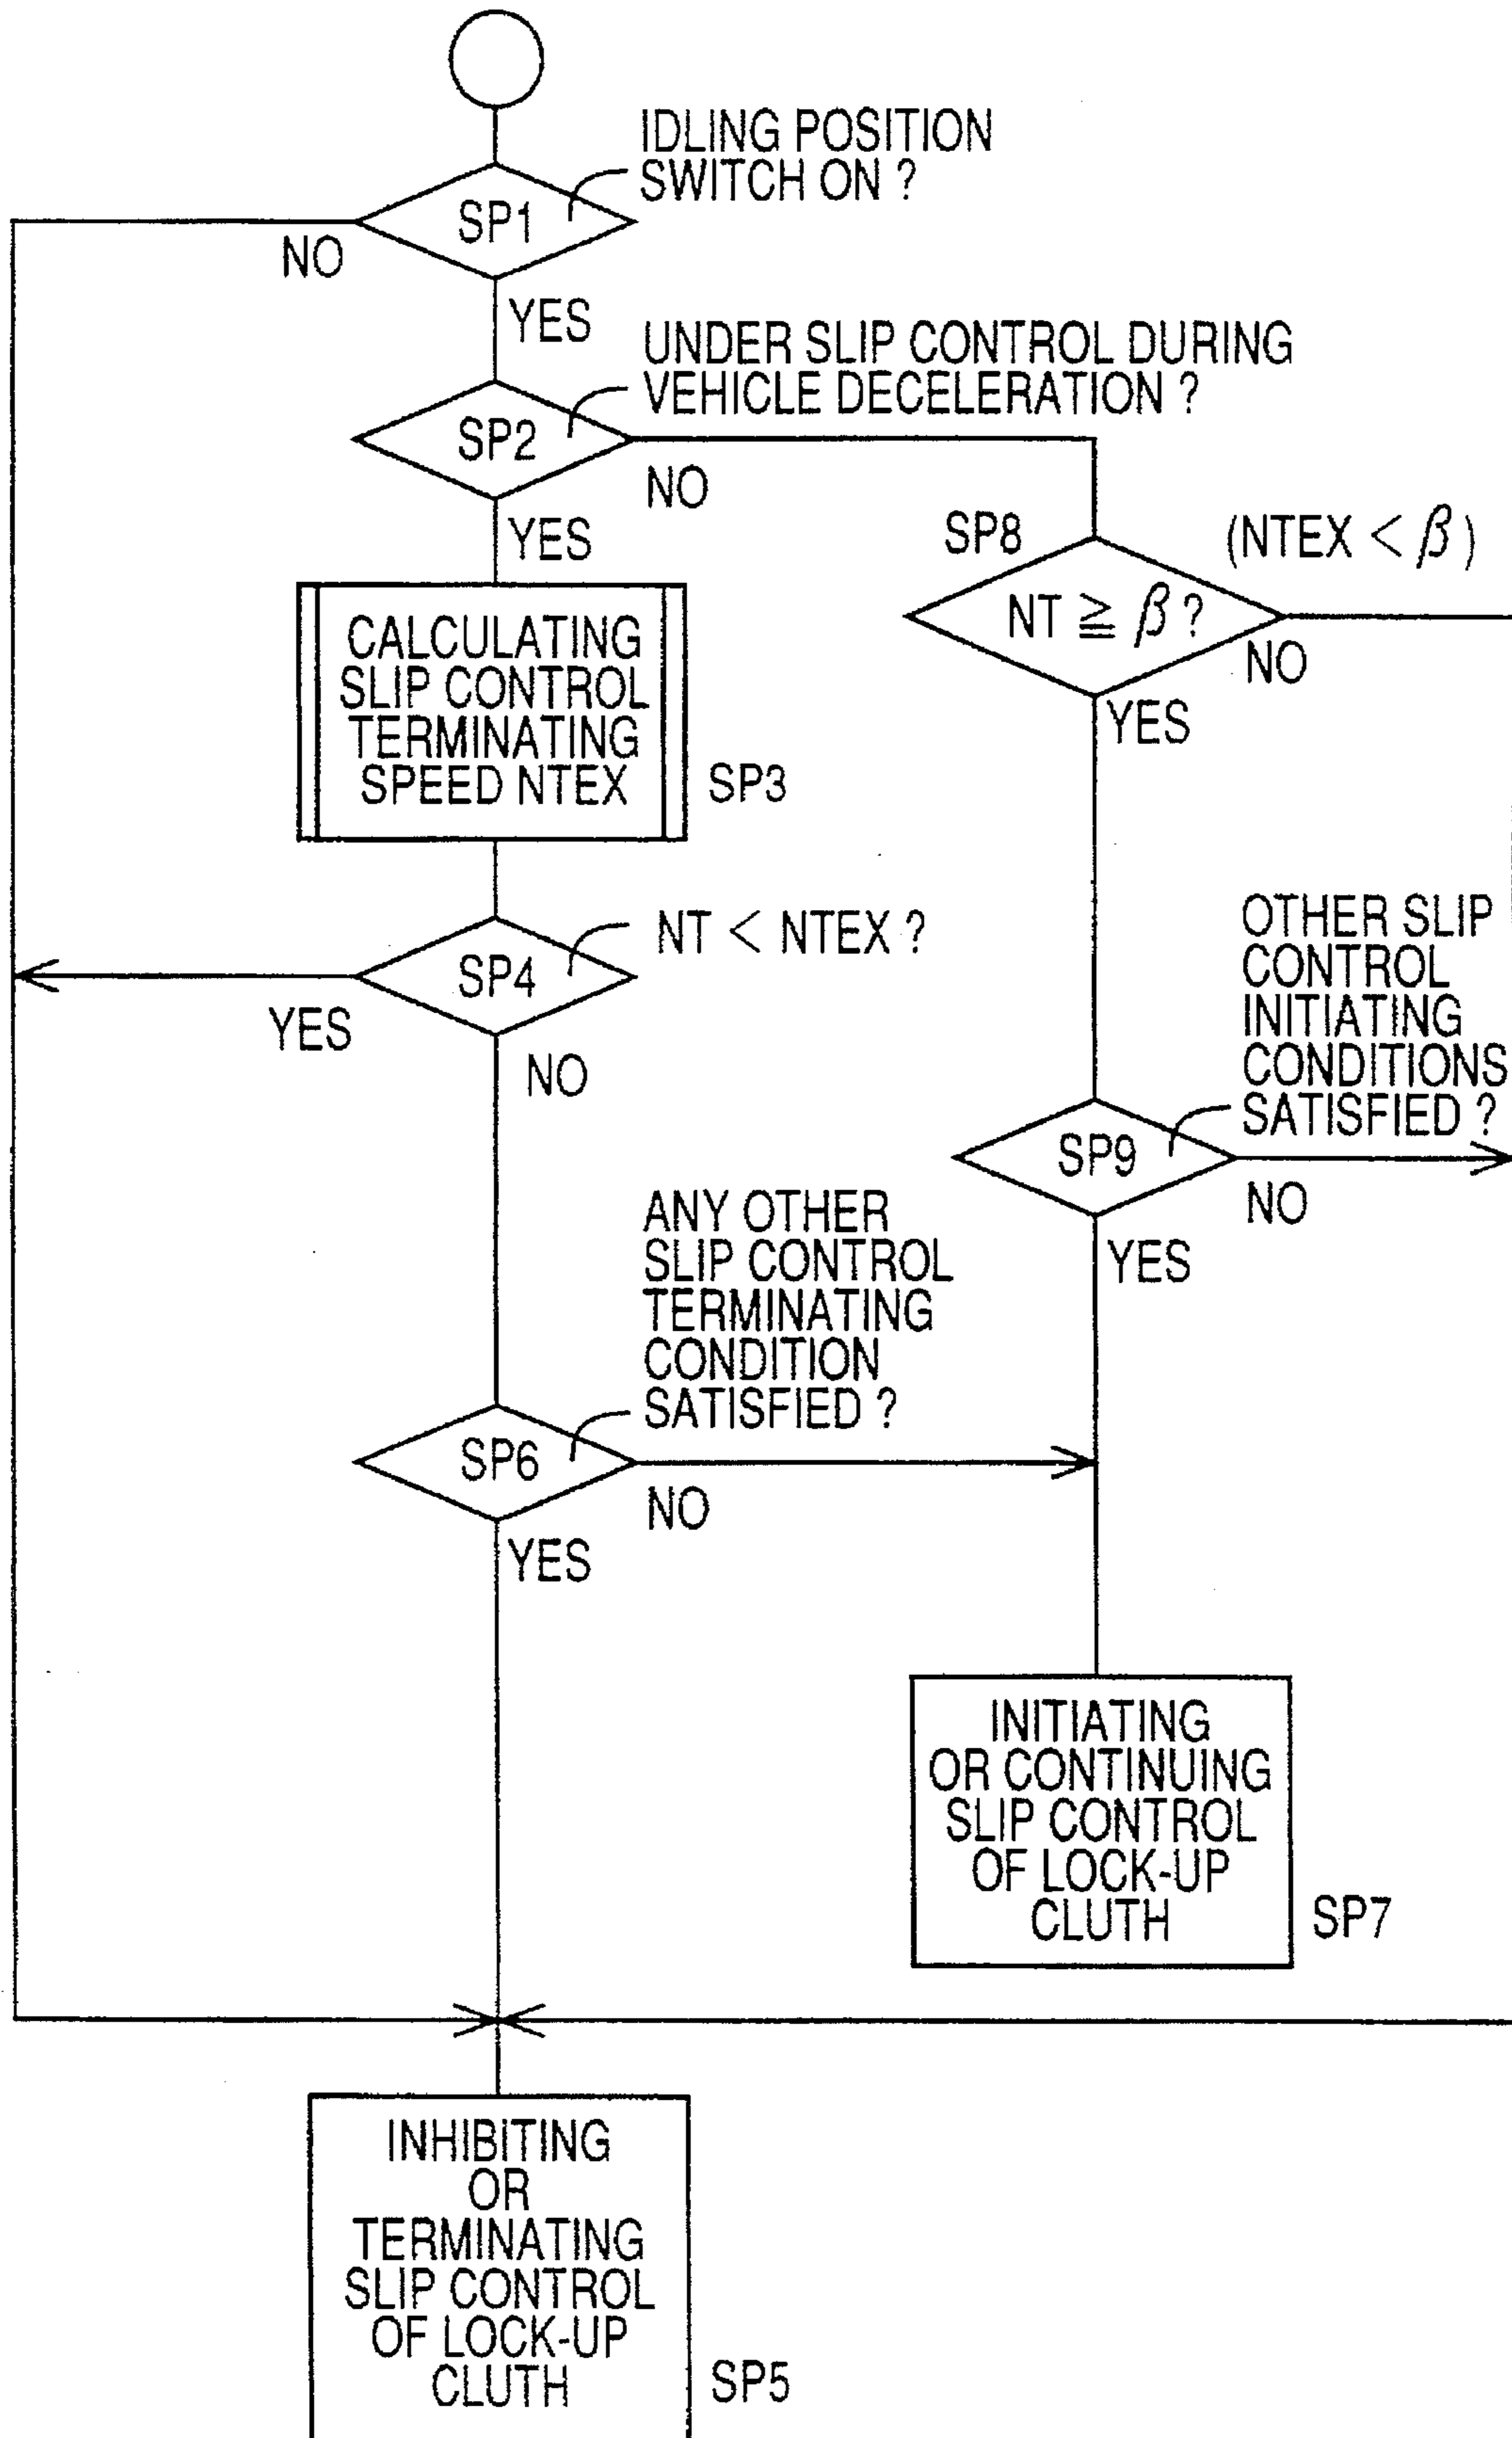 IDLING POSITION
SWITCH ON ?
SP1
NO
YES
UNDER SLIP CONTROL DURING
VEHICLE DECELERATION ?
SP2
NO
YES
SP8
(NTEX < β)
NT ≧ β ?
NO
YES
CALCULATING
SLIP CONTROL
TERMINATING
SPEED NTEX
SP3
NT < NTEX ?
SP4
YES
NO
OTHER SLIP
CONTROL
INITIATING
CONDITIONS
SATISFIED ?
SP9
NO
YES
ANY OTHER
SLIP CONTROL
TERMINATING
CONDITION
SATISFIED ?
SP6
NO
YES
INITIATING
OR CONTINUING
SLIP CONTROL
OF LOCK-UP
CLUTH
SP7
INHIBITING
OR
TERMINATING
SLIP CONTROL
OF LOCK-UP
CLUTH
SP5